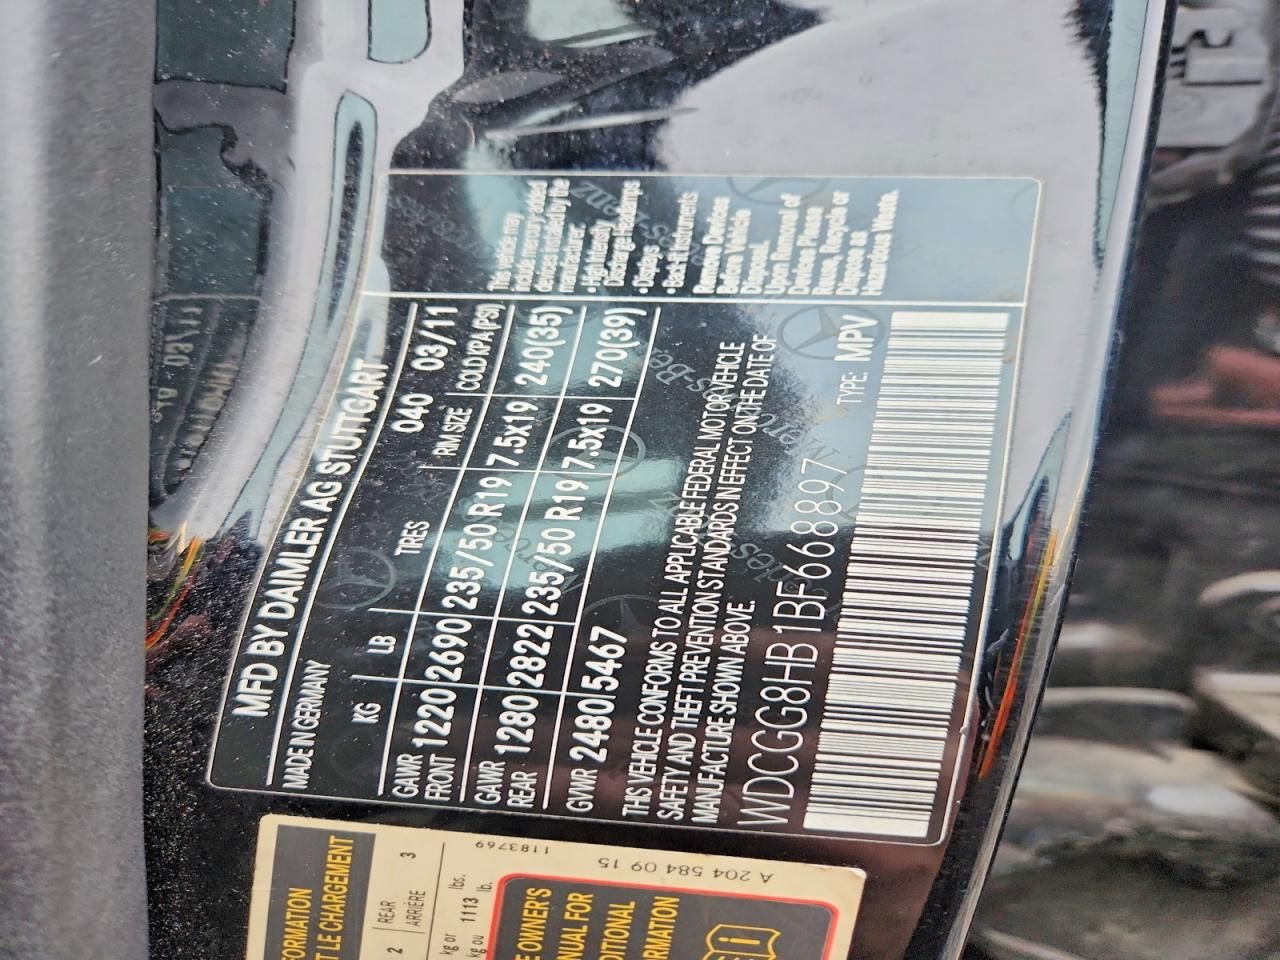 MFD BY DAIMLER AG STUTTGART
MADE IN GERMANY 040 03/11
KG LB TIRES RIM SIZE COLD KPA (PSI)
GAWR FRONT 1220 2690 235/50 R19 7.5x19 240(35)
GAWR REAR 1280 2822 235/50 R19 7.5x19 270(39)
GVWR 2480 5467
THIS VEHICLE CONFORMS TO ALL APPLICABLE FEDERAL MOTOR VEHICLE
SAFETY AND THEFT PREVENTION STANDARDS IN EFFECT ON THE DATE OF
MANUFACTURE SHOWN ABOVE.
WDCGG8HB1BF668897 TYPE: MPV
This vehicle may
include mercury added
devices installed by the
manufacturer:
• High Intensity
Discharge Headlamps
• Displays
• Back-lit Instruments
Remove Devices
Before Vehicle
Disposal.
Upon Removal of
Devices Please
Reuse, Recycle or
Dispose as
Hazardous Waste.
FORMATION
T LE CHARGEMENT
2 REAR 3
ARRIÈRE
kg or 1113 lbs.
kg ou lb.
E OWNER'S
NUAL FOR
DITIONAL
ORMATION
1183769
A 204 584 09 15